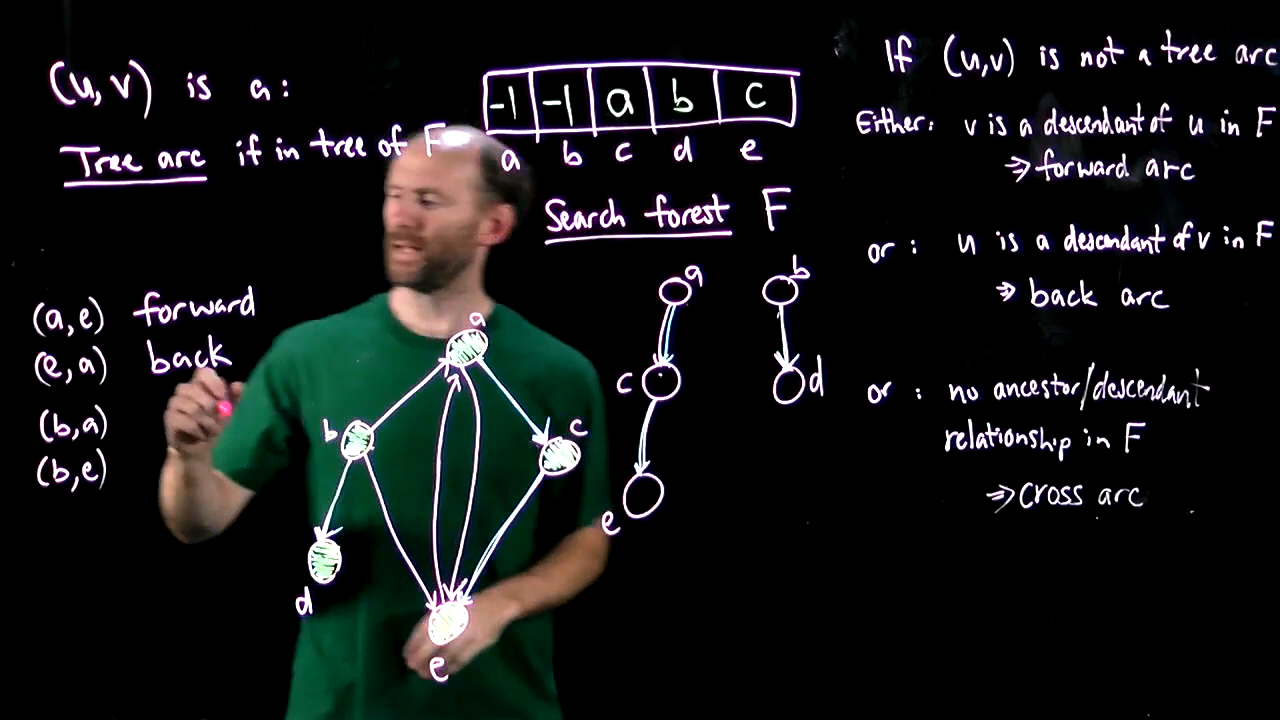 (u,v) is a:
Tree arc if in tree of F
-1 -1 a b c
a b c d e
Search forest F
a
b
c
d
e
(a,e) forward
(e,a) back
(b,a)
(b,e)
a
b
c
d
e
If (u,v) is not a tree arc
Either: v is a descendant of u in F
⇒ forward arc
or: u is a descendant of v in F
⇒ back arc
or: no ancestor/descendant
relationship in F
⇒ cross arc